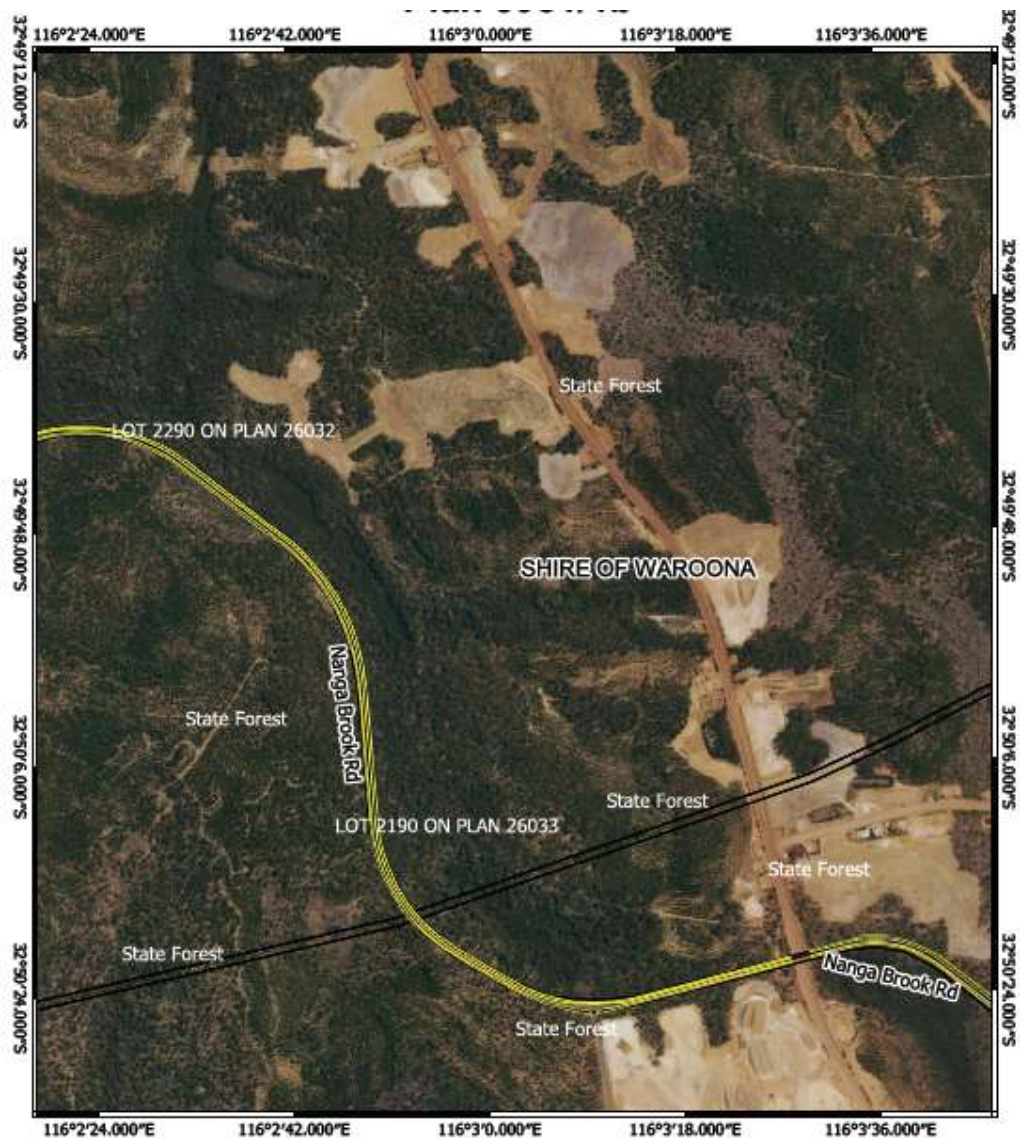 116°2'24.000"E 116°2'42.000"E 116°3'0.000"E 116°3'18.000"E 116°3'36.000"E
32°49'12.000"S 32°49'12.000"S
32°49'30.000"S 32°49'30.000"S
State Forest
LOT 2290 ON PLAN 26032
32°49'48.000"S 32°49'48.000"S
SHIRE OF WAROONA
Nanga Brook Rd
State Forest
32°50'6.000"S 32°50'6.000"S
State Forest
LOT 2190 ON PLAN 26033
State Forest
State Forest
Nanga Brook Rd
32°50'24.000"S 32°50'24.000"S
State Forest
116°2'24.000"E 116°2'42.000"E 116°3'0.000"E 116°3'18.000"E 116°3'36.000"E